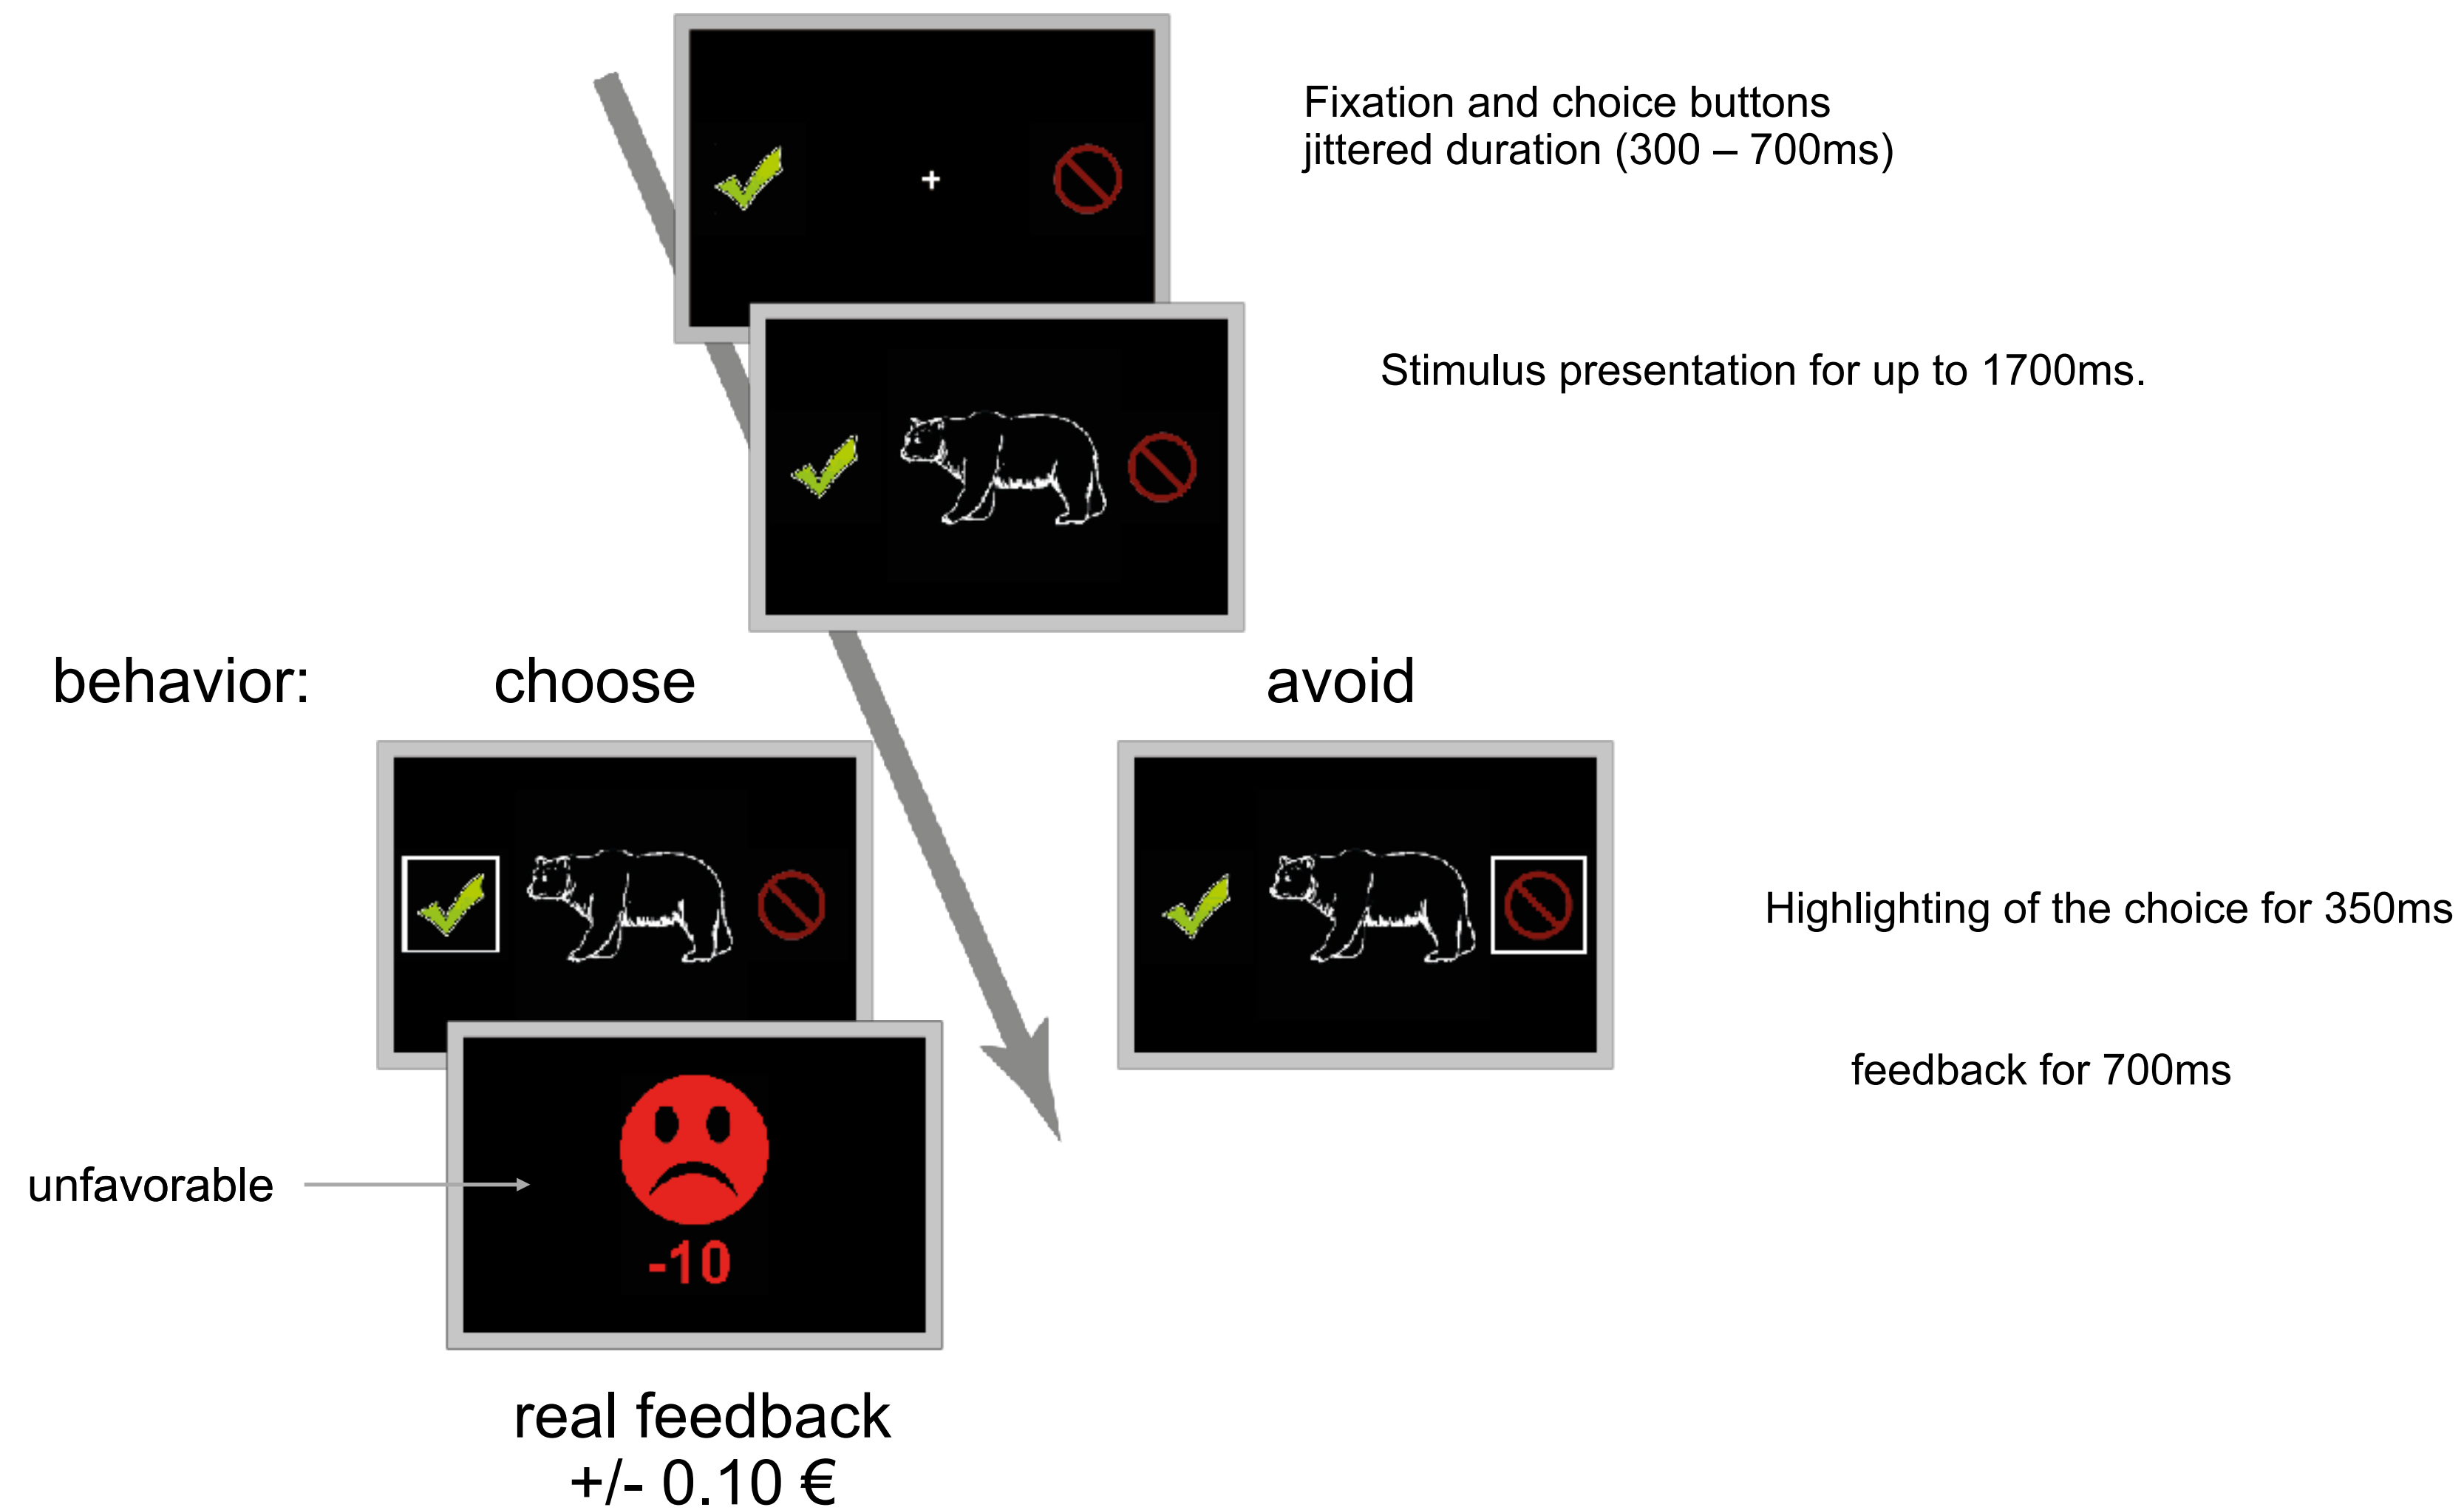 Fixation and choice buttons
jittered duration (300 – 700ms)
Stimulus presentation for up to 1700ms.
behavior:
choose
avoid
Highlighting of the choice for 350ms
feedback for 700ms
unfavorable
-10
real feedback
+/- 0.10 €